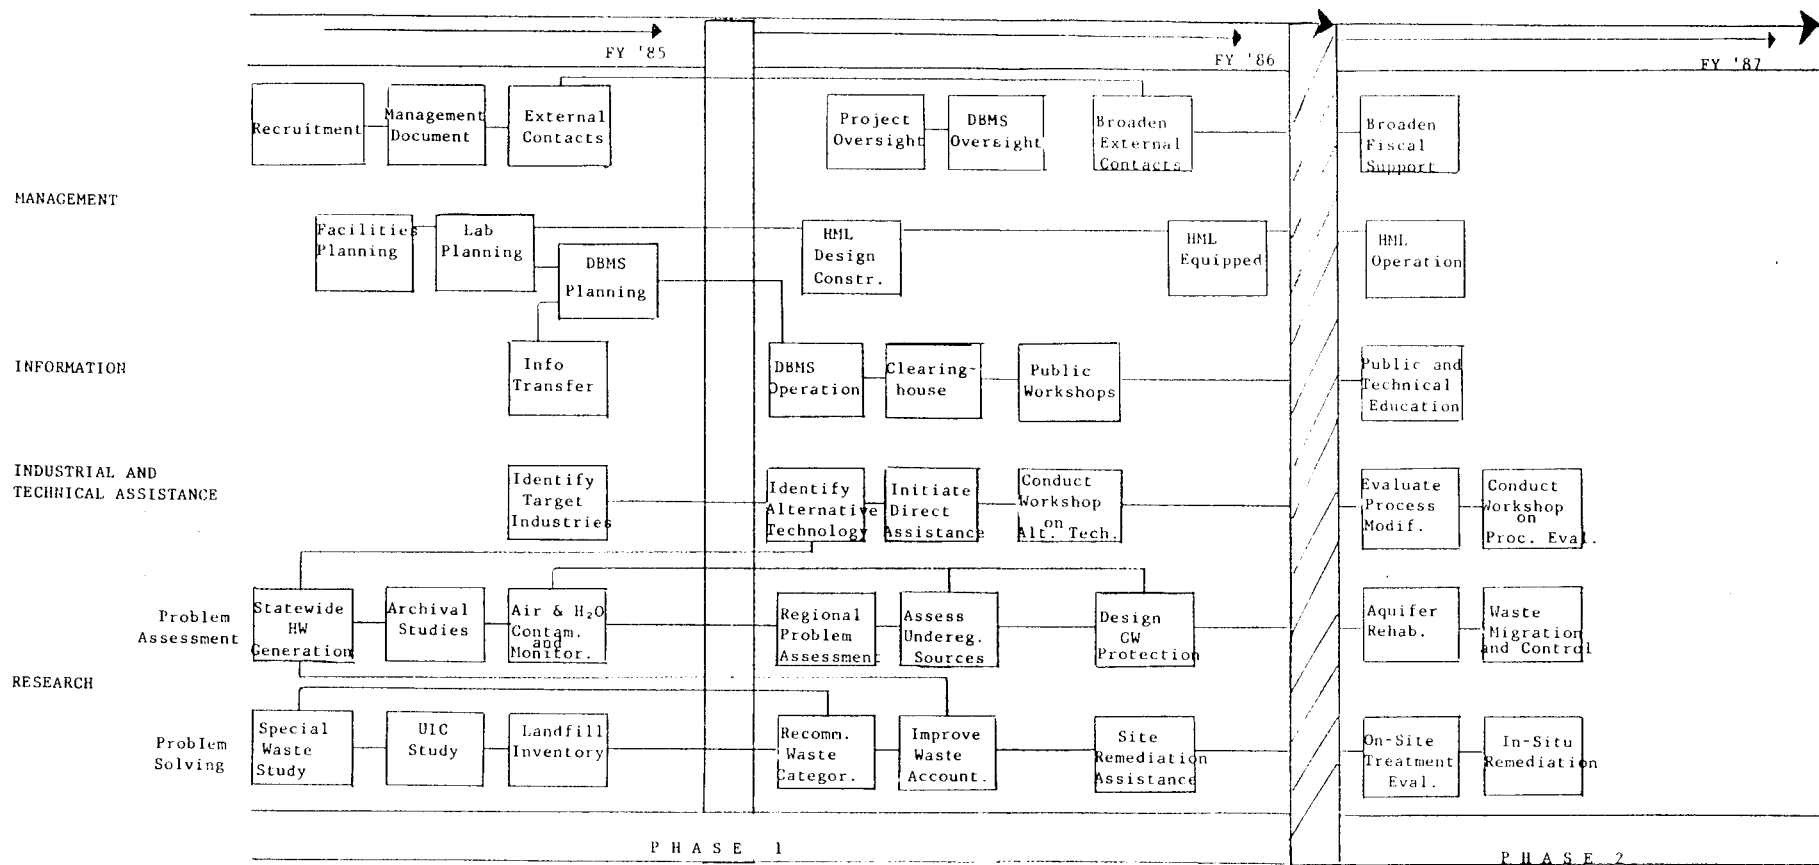 FY '85
FY '86
FY '87
Recruitment
Management
Document
External
Contacts
Project
Oversight
DBMS
Oversight
Broaden
External
Contacts
Broaden
Fiscal
Support
MANAGEMENT
Facilities
Planning
Lab
Planning
DBMS
Planning
HML
Design
Constr.
HML
Equipped
HML
Operation
INFORMATION
Info
Transfer
DBMS
Operation
Clearing-
house
Public
Workshops
Public and
Technical
Education
INDUSTRIAL AND
TECHNICAL ASSISTANCE
Identify
Target
Industries
Identify
Alternative
Technology
Initiate
Direct
Assistance
Conduct
Workshop
on
Alt. Tech.
Evaluate
Process
Modif.
Conduct
Workshop
on
Proc. Eval.
Problem
Assessment
Statewide
HW
Generation
Archival
Studies
Air & H₂O
Contam.
and
Monitor.
Regional
Problem
Assessment
Assess
Undereg.
Sources
Design
GW
Protection
Aquifer
Rehab.
Waste
Migration
and Control
RESEARCH
Problem
Solving
Special
Waste
Study
UIC
Study
Landfill
Inventory
Recomm.
Waste
Categor.
Improve
Waste
Account.
Site
Remediation
Assistance
On-Site
Treatment
Eval.
In-Situ
Remediation
PHASE 1
PHASE 2